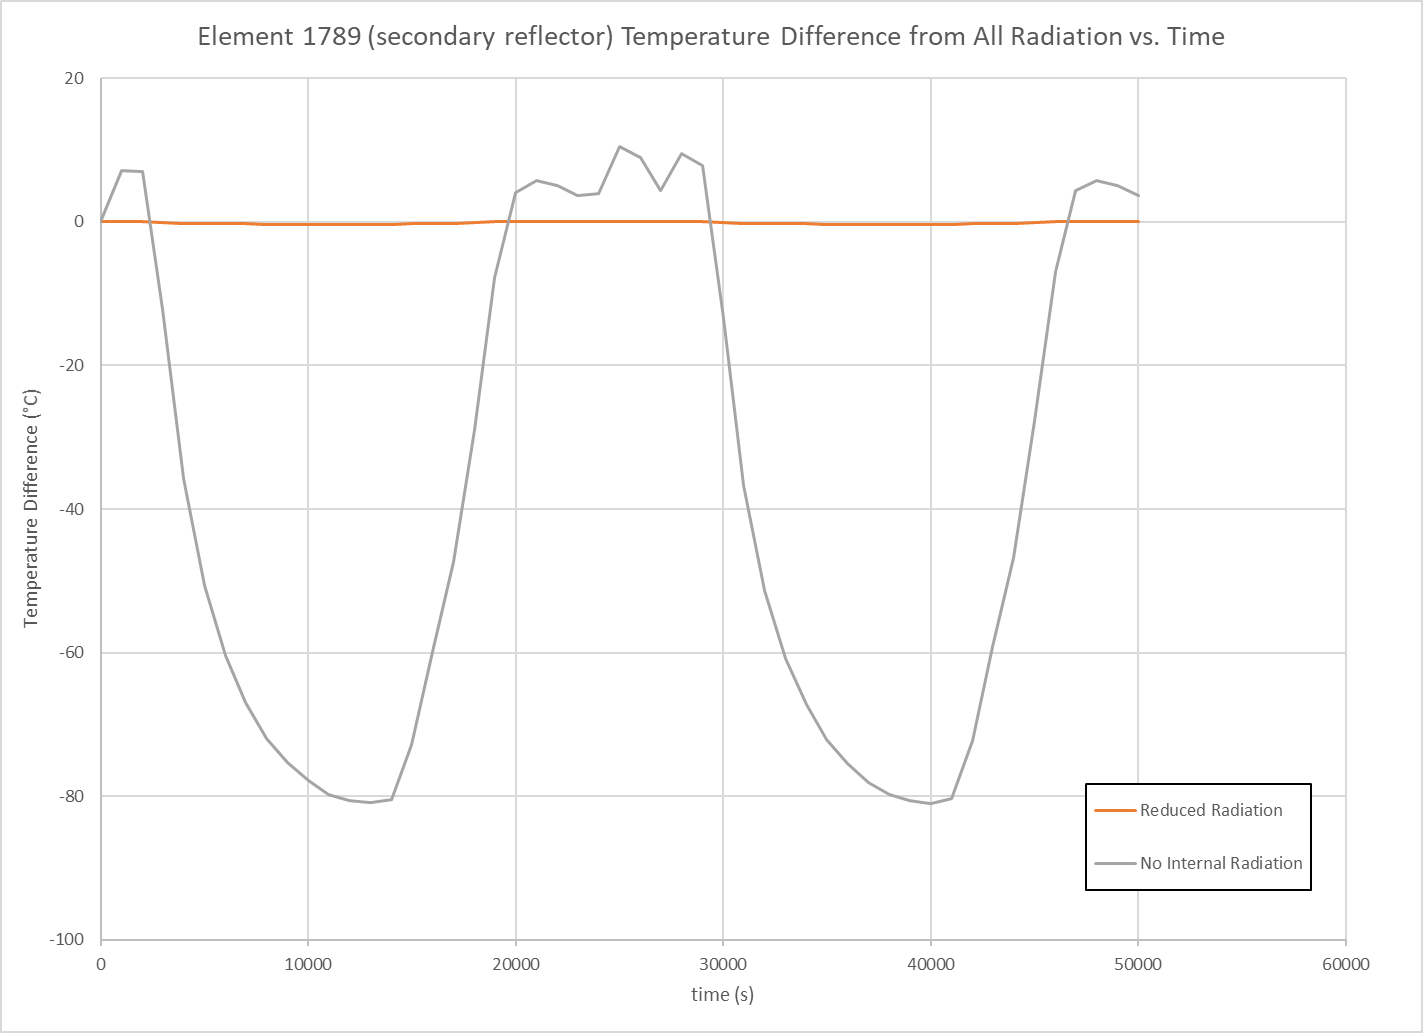 Element 1789 (secondary reflector) Temperature Difference from All Radiation vs. Time
20
0
-20
-40
-60
-80
-100
Temperature Difference (°C)
0 10000 20000 30000 40000 50000 60000
time (s)
Reduced Radiation
No Internal Radiation